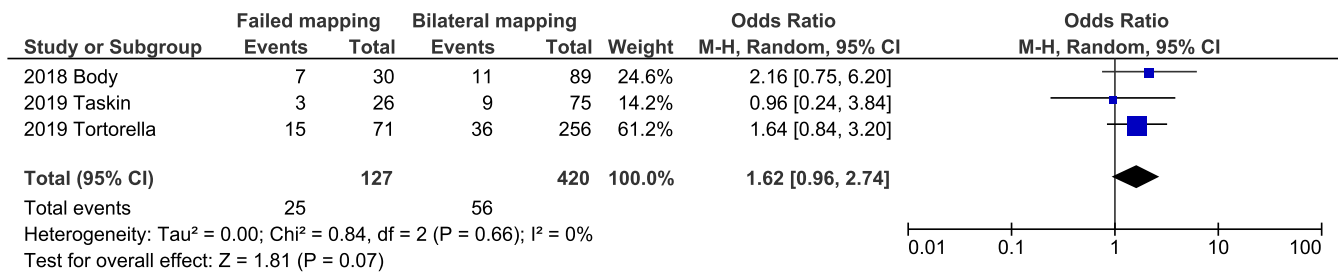 Failed mapping Bilateral mapping Odds Ratio Odds Ratio
Study or Subgroup Events Total Events Total Weight M-H, Random, 95% CI M-H, Random, 95% CI
2018 Body 7 30 11 89 24.6% 2.16 [0.75, 6.20]
2019 Taskin 3 26 9 75 14.2% 0.96 [0.24, 3.84]
2019 Tortorella 15 71 36 256 61.2% 1.64 [0.84, 3.20]
Total (95% CI) 127 420 100.0% 1.62 [0.96, 2.74]
Total events 25 56
Heterogeneity: Tau² = 0.00; Chi² = 0.84, df = 2 (P = 0.66); I² = 0%
Test for overall effect: Z = 1.81 (P = 0.07)
0.01 0.1 1 10 100